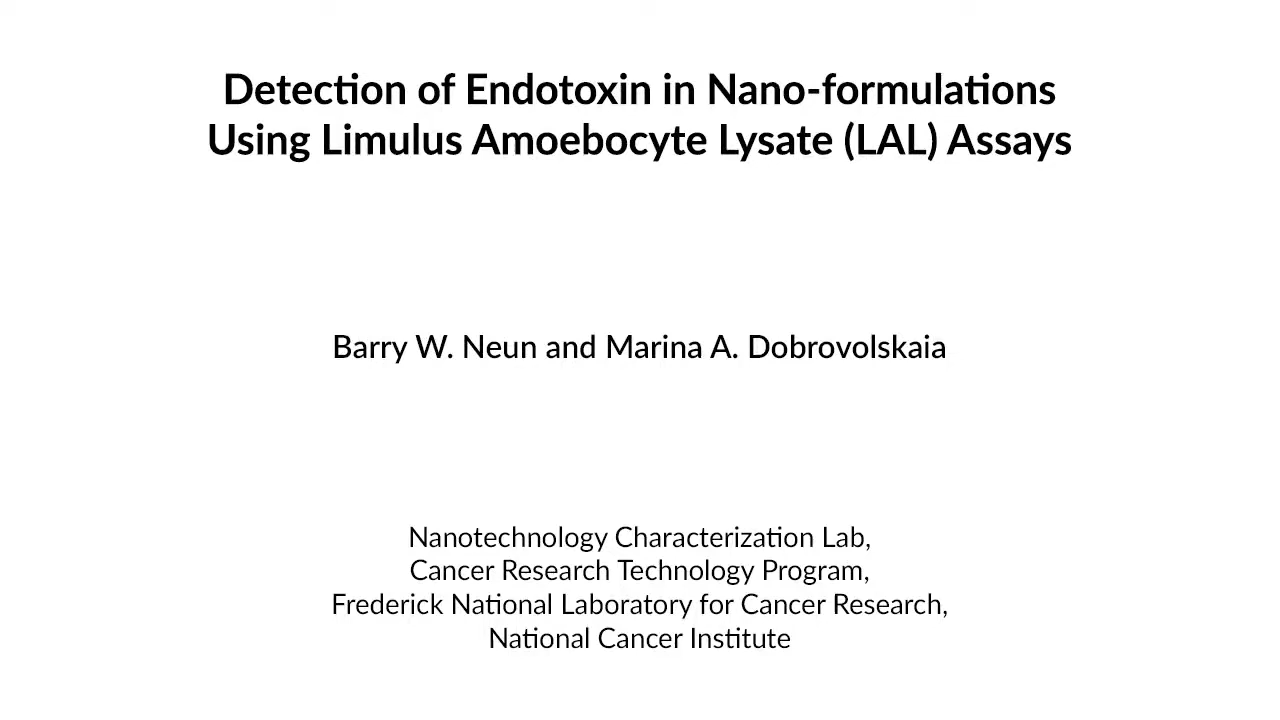 Detection of Endotoxin in Nano-formulations
Using Limulus Amoebocyte Lysate (LAL) Assays
Barry W. Neun and Marina A. Dobrovolskaia
Nanotechnology Characterization Lab,
Cancer Research Technology Program,
Frederick National Laboratory for Cancer Research,
National Cancer Institute